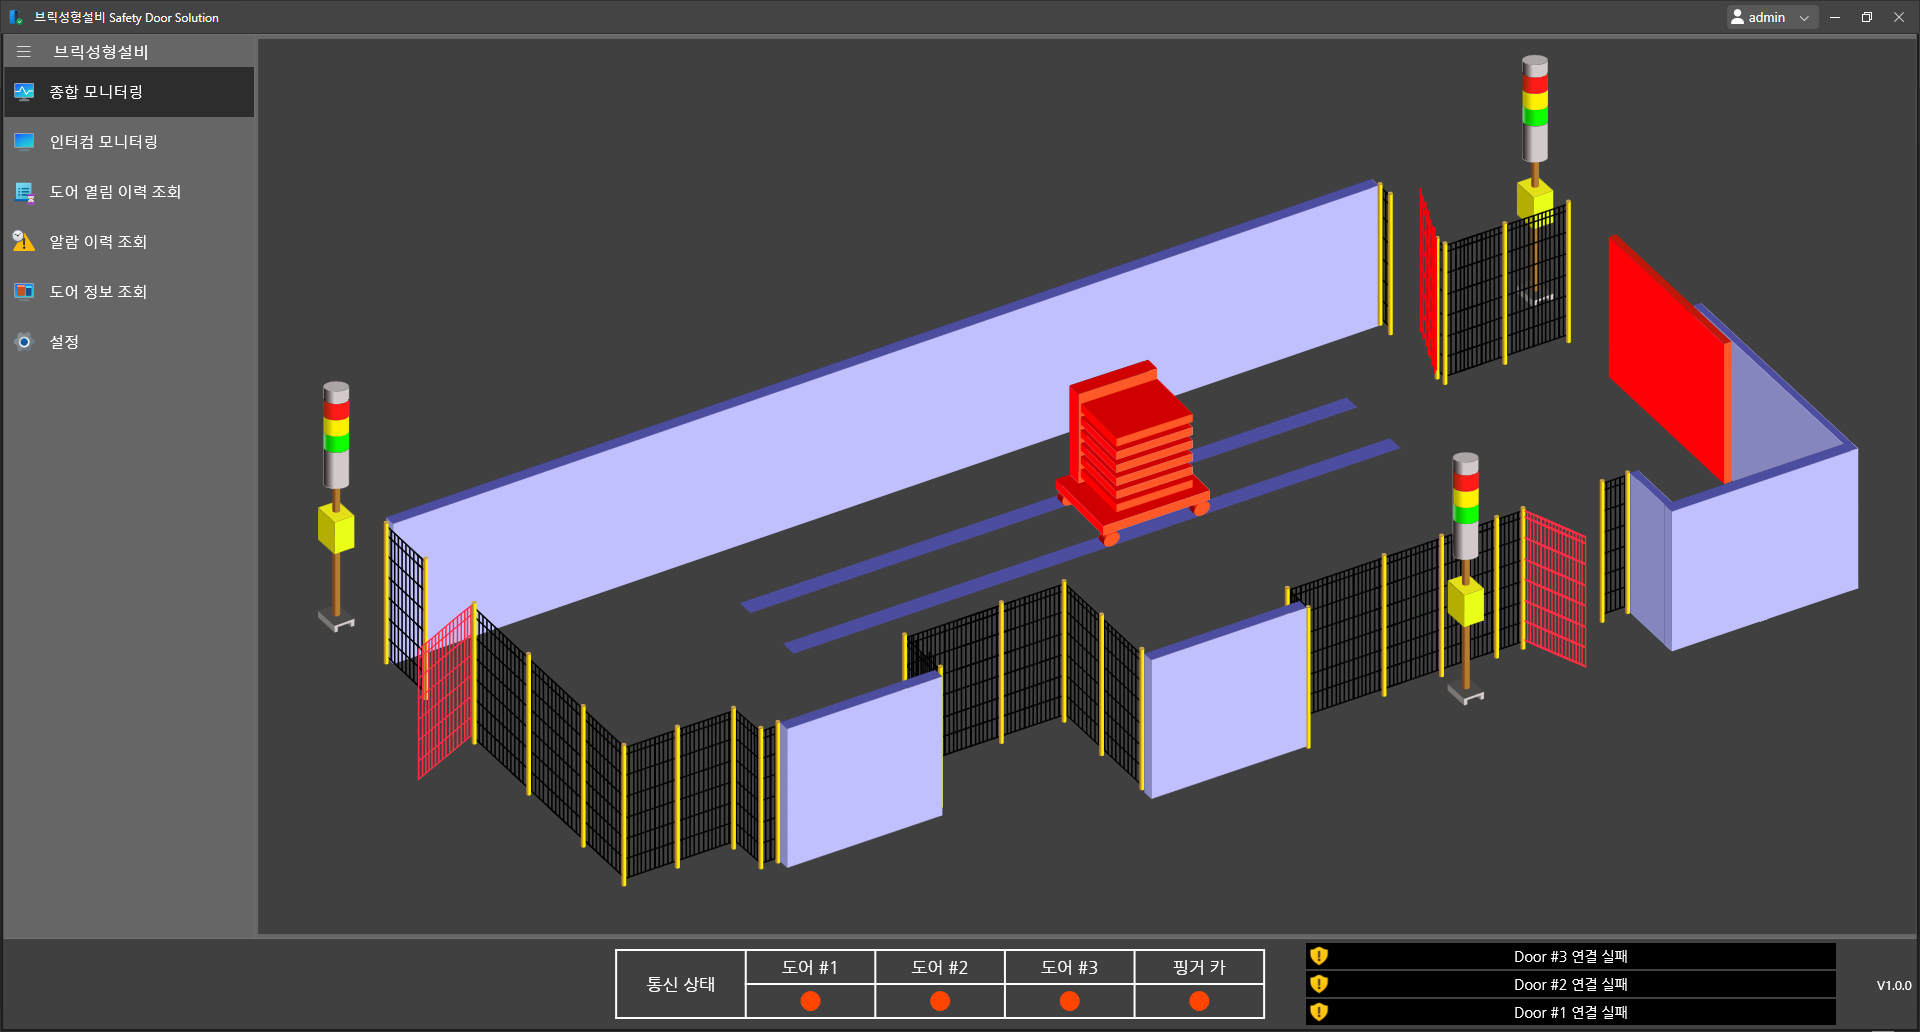 브릭성형설비 Safety Door Solution
admin
브릭성형설비
종합 모니터링
인터컴 모니터링
도어 열림 이력 조회
알람 이력 조회
도어 정보 조회
설정
통신 상태
도어 #1
도어 #2
도어 #3
핑거 카
Door #3 연결 실패
Door #2 연결 실패
Door #1 연결 실패
V1.0.0